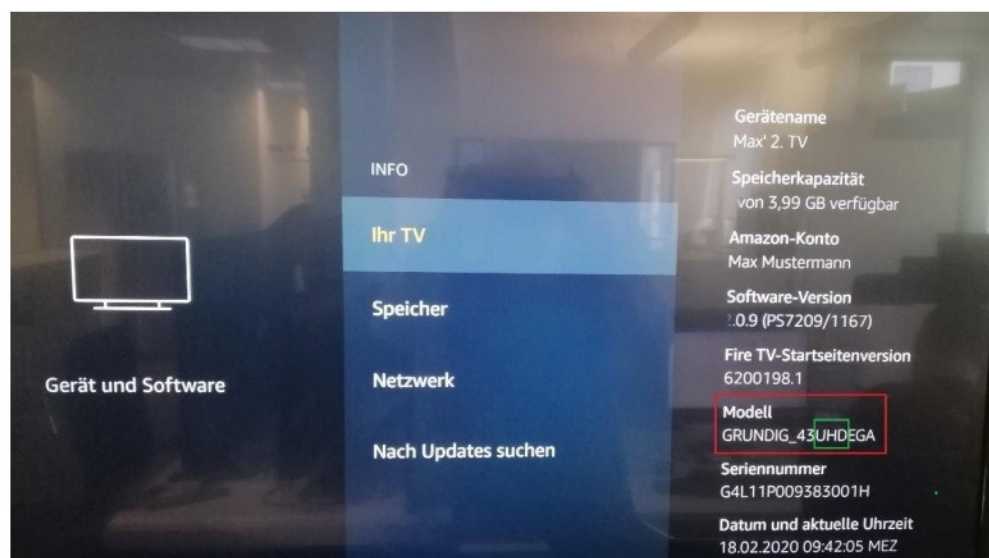 Gerät und Software
INFO
Ihr TV
Speicher
Netzwerk
Nach Updates suchen
Gerätename
Max' 2. TV
Speicherkapazität
von 3,99 GB verfügbar
Amazon-Konto
Max Mustermann
Software-Version
.0.9 (PS7209/1167)
Fire TV-Startseitenversion
6200198.1
Modell
GRUNDIG_43UHDEGA
Seriennummer
G4L11P009383001H
Datum und aktuelle Uhrzeit
18.02.2020 09:42:05 MEZ